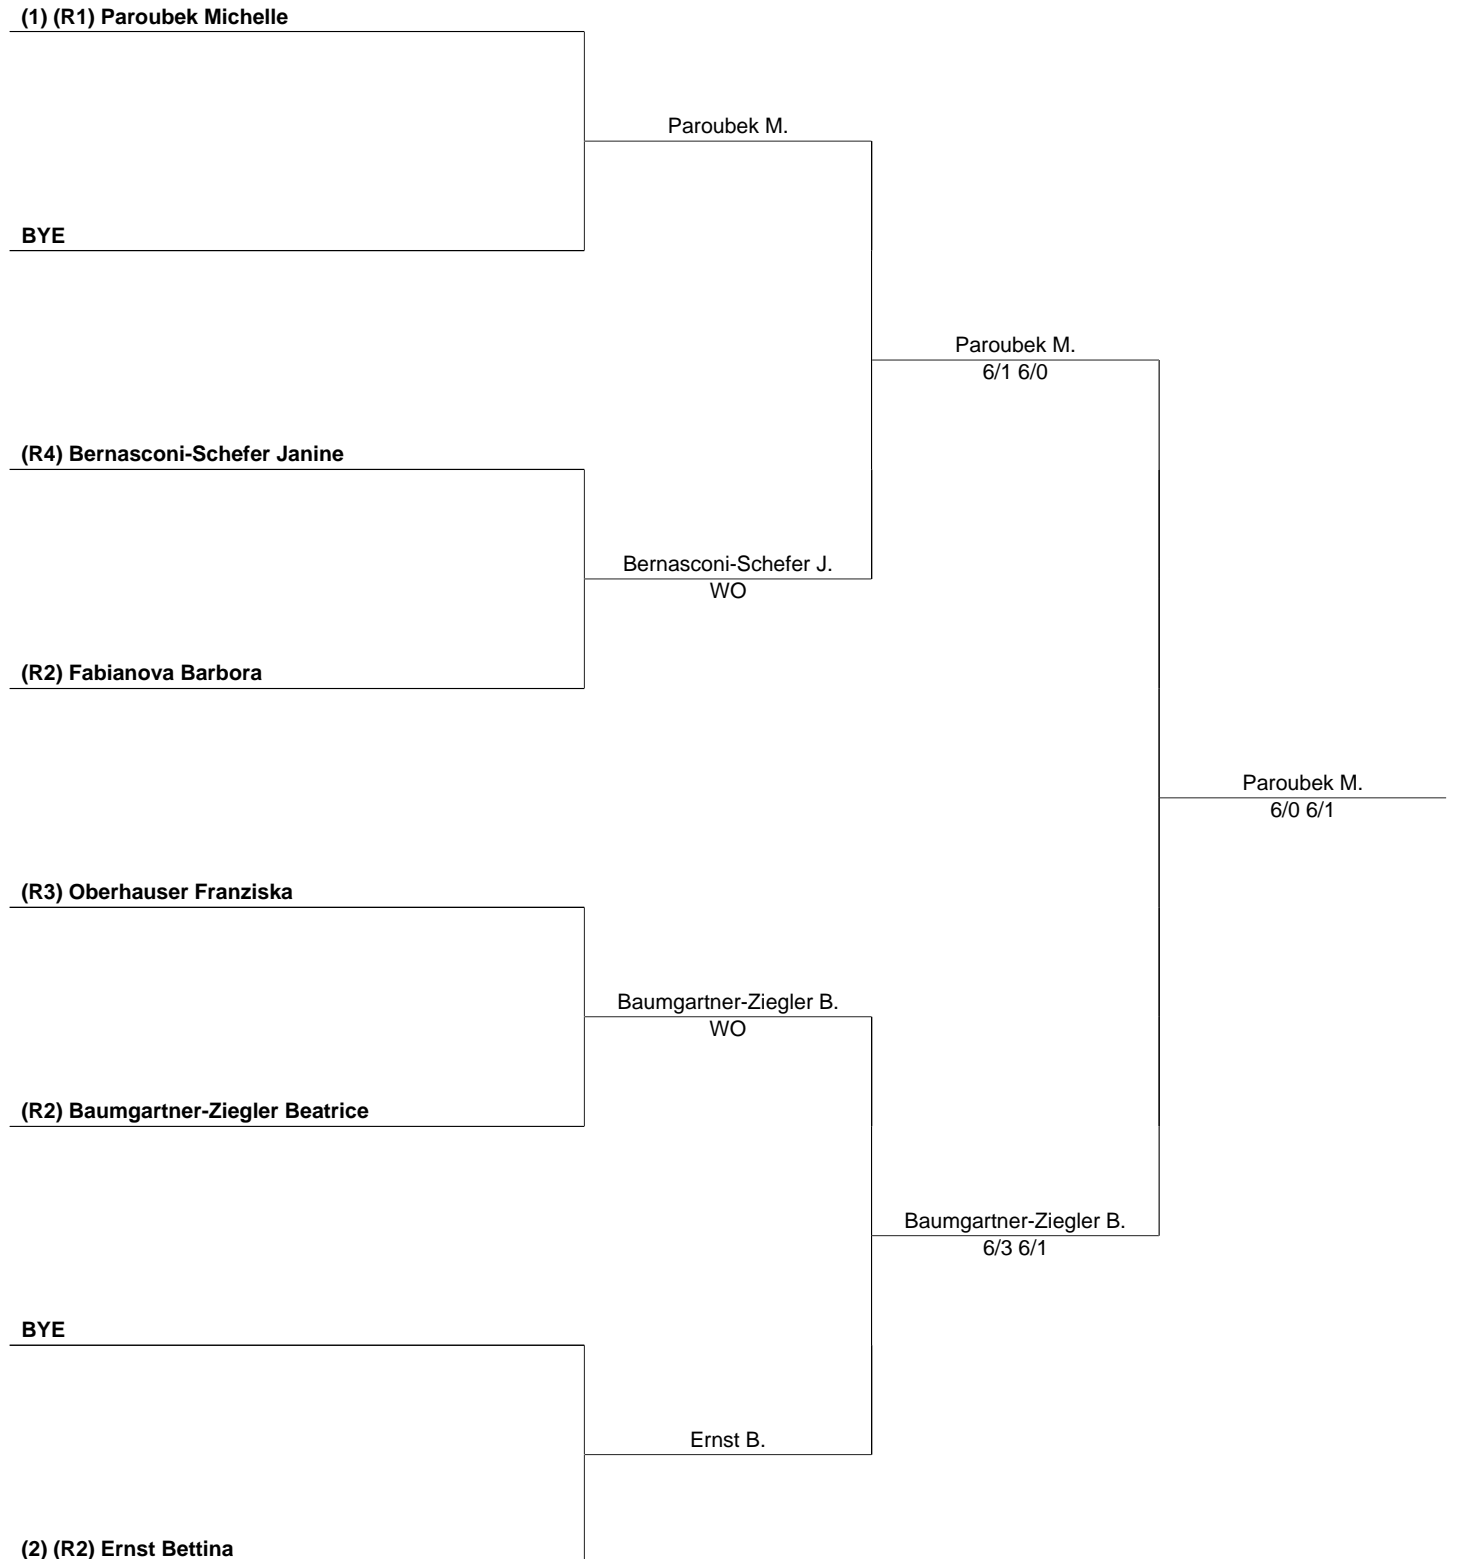 (1) (R1) Paroubek Michelle
Paroubek M.
BYE
Paroubek M.
6/1 6/0
(R4) Bernasconi-Schefer Janine
Bernasconi-Schefer J.
WO
(R2) Fabianova Barbora
Paroubek M.
6/0 6/1
(R3) Oberhauser Franziska
Baumgartner-Ziegler B.
WO
(R2) Baumgartner-Ziegler Beatrice
Baumgartner-Ziegler B.
6/3 6/1
BYE
Ernst B.
(2) (R2) Ernst Bettina